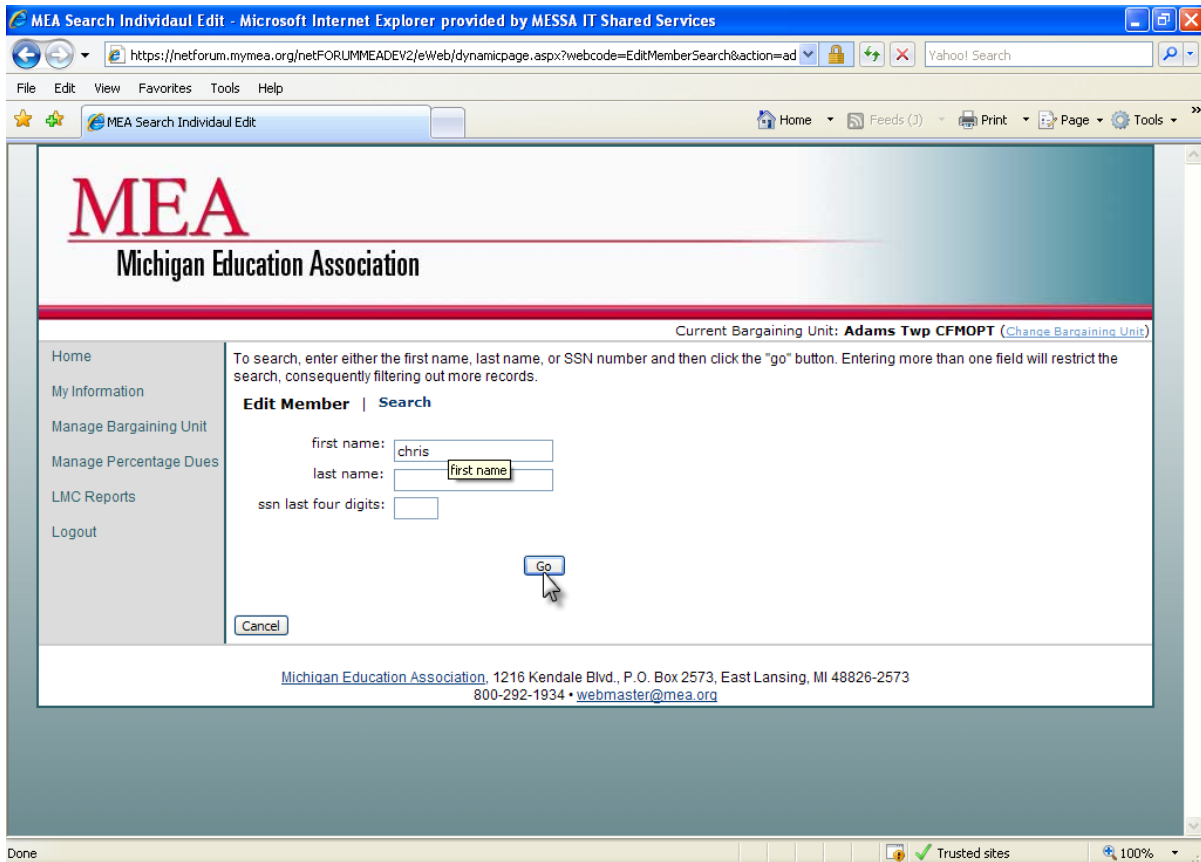 MEA Search Individaul Edit - Microsoft Internet Explorer provided by MESSA IT Shared Services
https://netforum.mymea.org/netFORUMMEADEV2/eWeb/dynamicpage.aspx?webcode=EditMemberSearch&action=ad
Yahoo! Search
File Edit View Favorites Tools Help
MEA Search Individaul Edit
Home Feeds (J) Print Page Tools »
MEA
Michigan Education Association
Current Bargaining Unit: Adams Twp CFMOPT (Change Bargaining Unit)
Home
My Information
Manage Bargaining Unit
Manage Percentage Dues
LMC Reports
Logout
To search, enter either the first name, last name, or SSN number and then click the "go" button. Entering more than one field will restrict the
search, consequently filtering out more records.
Edit Member | Search
first name: chris
first name
last name:
ssn last four digits:
Go
Cancel
Michigan Education Association, 1216 Kendale Blvd., P.O. Box 2573, East Lansing, MI 48826-2573
800-292-1934 • webmaster@mea.org
Done
Trusted sites
100%